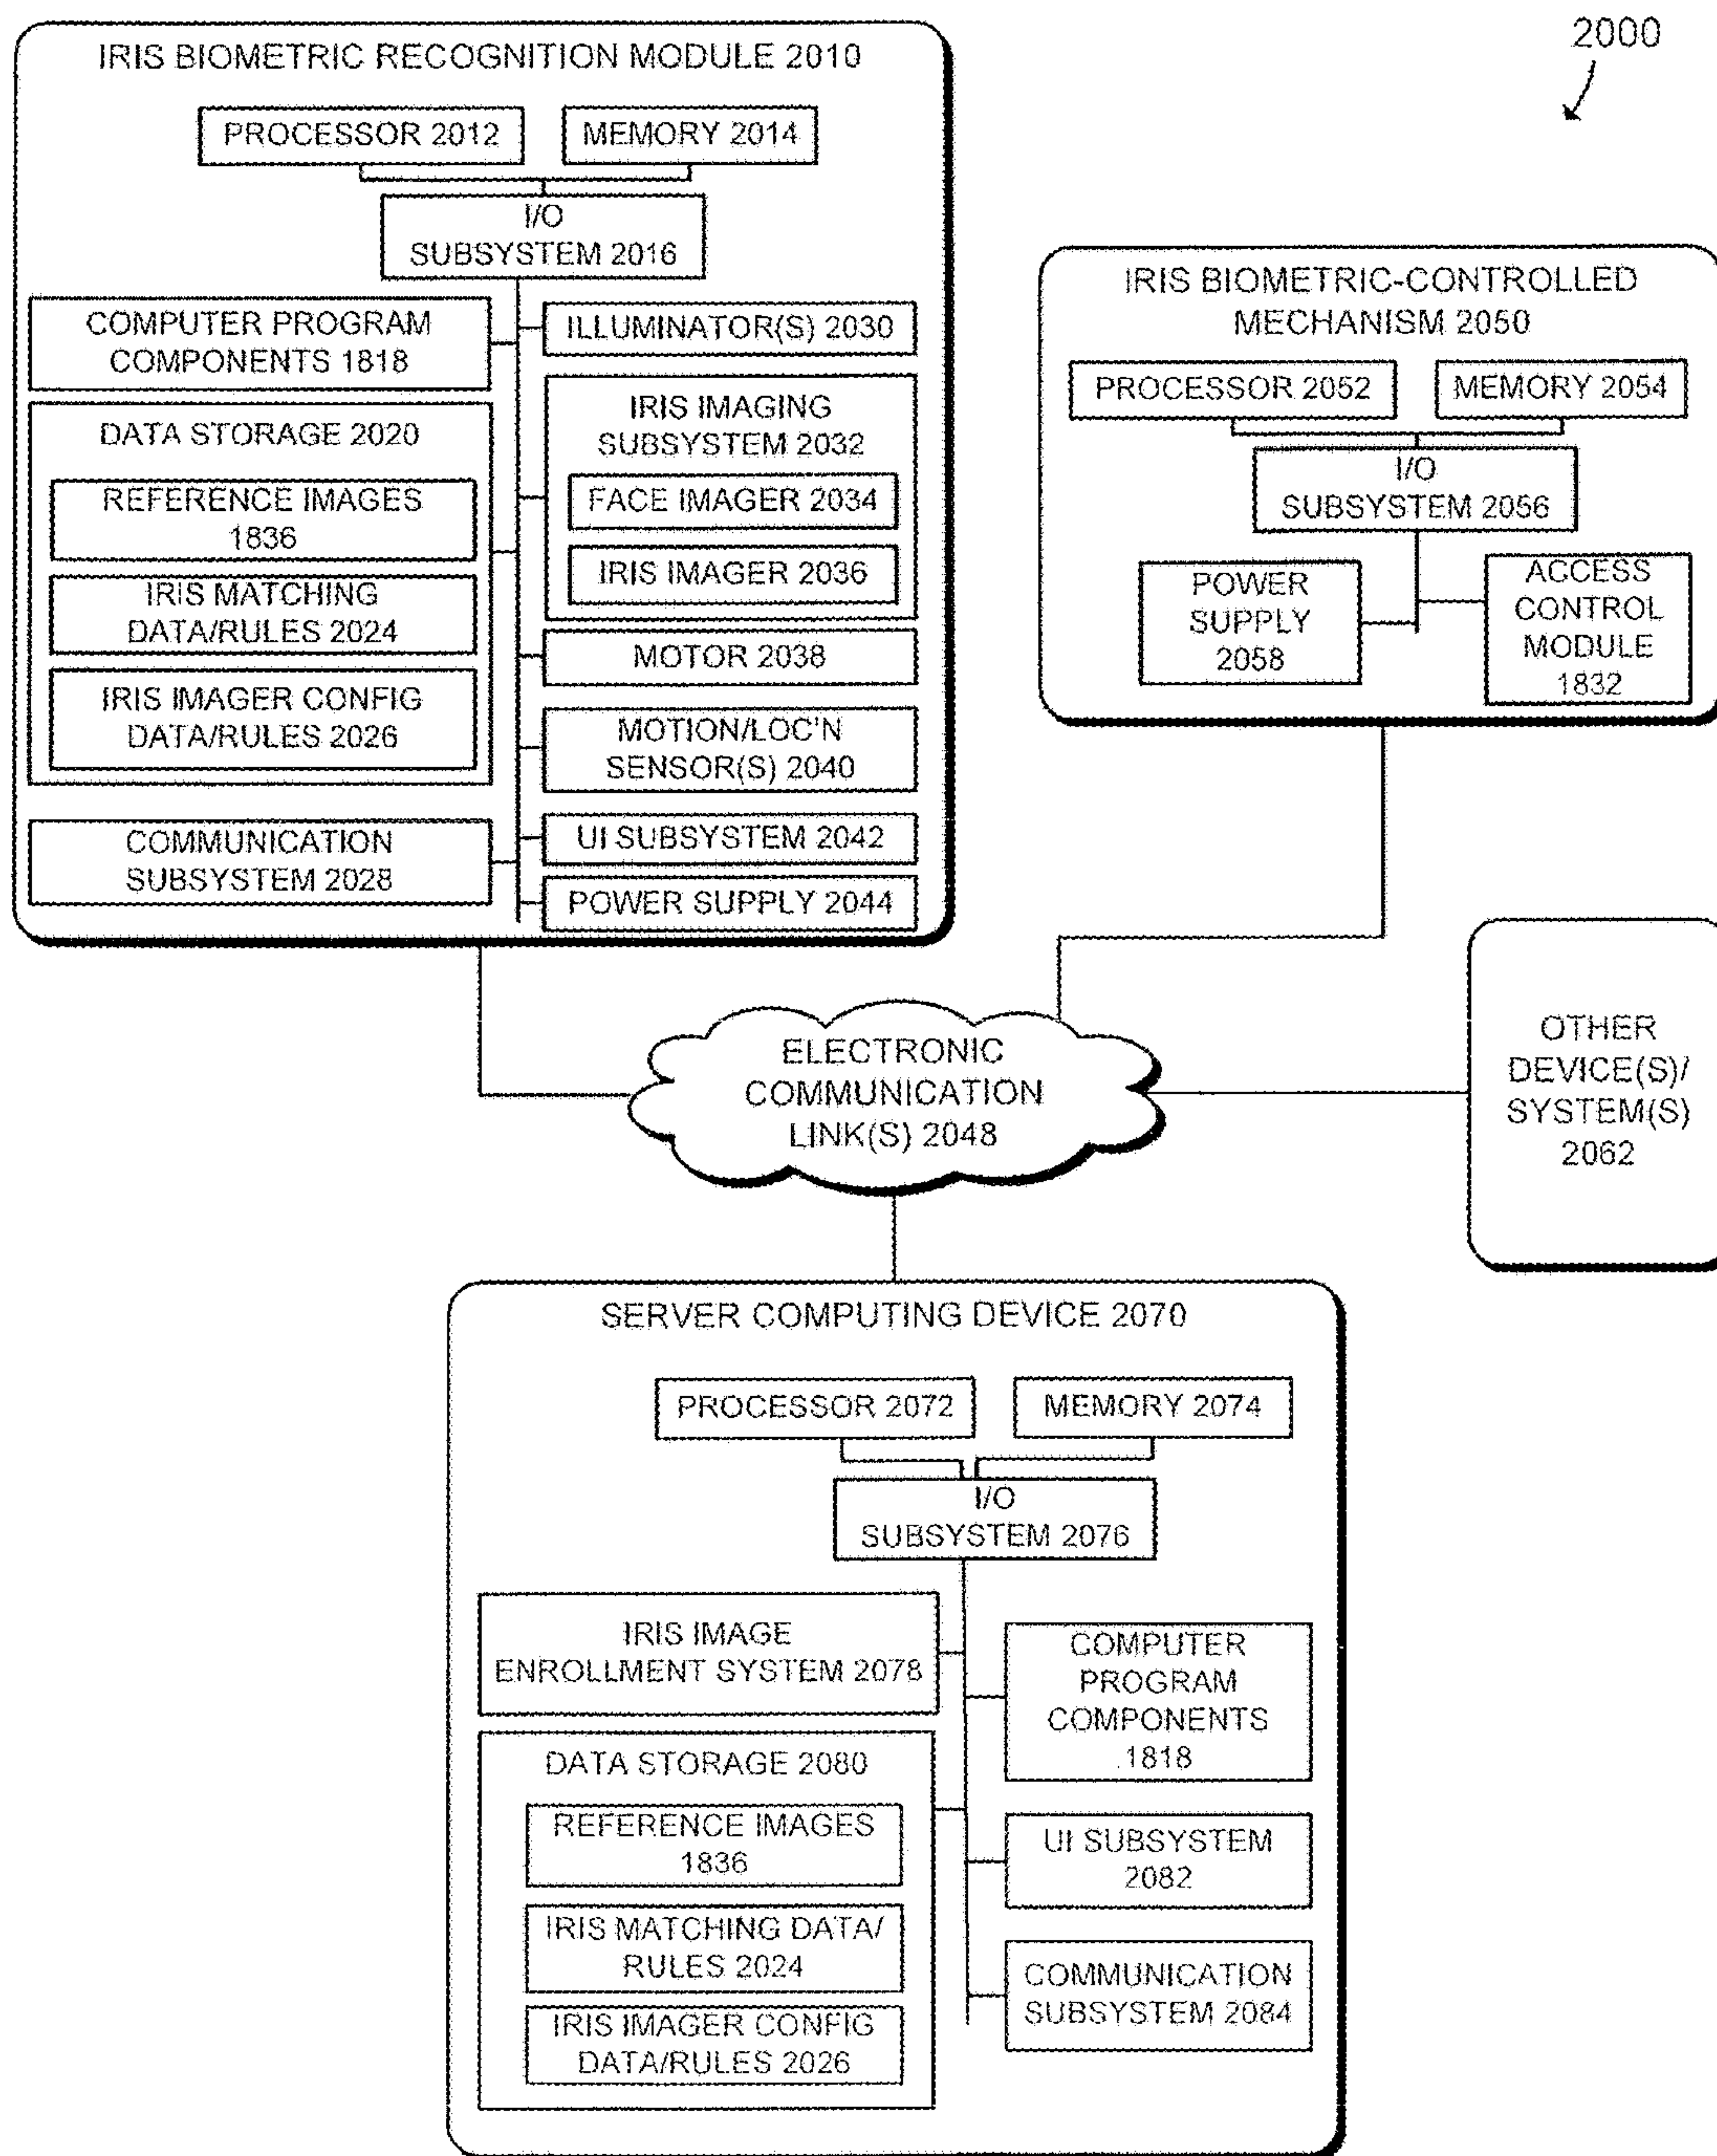 2000
IRIS BIOMETRIC RECOGNITION MODULE 2010
PROCESSOR 2012
MEMORY 2014
I/O
SUBSYSTEM 2016
COMPUTER PROGRAM
COMPONENTS 1818
DATA STORAGE 2020
REFERENCE IMAGES
1836
IRIS MATCHING
DATA/RULES 2024
IRIS IMAGER CONFIG
DATA/RULES 2026
COMMUNICATION
SUBSYSTEM 2028
ILLUMINATOR(S) 2030
IRIS IMAGING
SUBSYSTEM 2032
FACE IMAGER 2034
IRIS IMAGER 2036
MOTOR 2038
MOTION/LOC'N
SENSOR(S) 2040
UI SUBSYSTEM 2042
POWER SUPPLY 2044
IRIS BIOMETRIC-CONTROLLED
MECHANISM 2050
PROCESSOR 2052
MEMORY 2054
I/O
SUBSYSTEM 2056
POWER
SUPPLY
2058
ACCESS
CONTROL
MODULE
1832
ELECTRONIC
COMMUNICATION
LINK(S) 2048
OTHER
DEVICE(S)/
SYSTEM(S)
2062
SERVER COMPUTING DEVICE 2070
PROCESSOR 2072
MEMORY 2074
I/O
SUBSYSTEM 2076
IRIS IMAGE
ENROLLMENT SYSTEM 2078
DATA STORAGE 2080
REFERENCE IMAGES
1836
IRIS MATCHING DATA/
RULES 2024
IRIS IMAGER CONFIG
DATA/RULES 2026
COMPUTER
PROGRAM
COMPONENTS
1818
UI SUBSYSTEM
2082
COMMUNICATION
SUBSYSTEM 2084